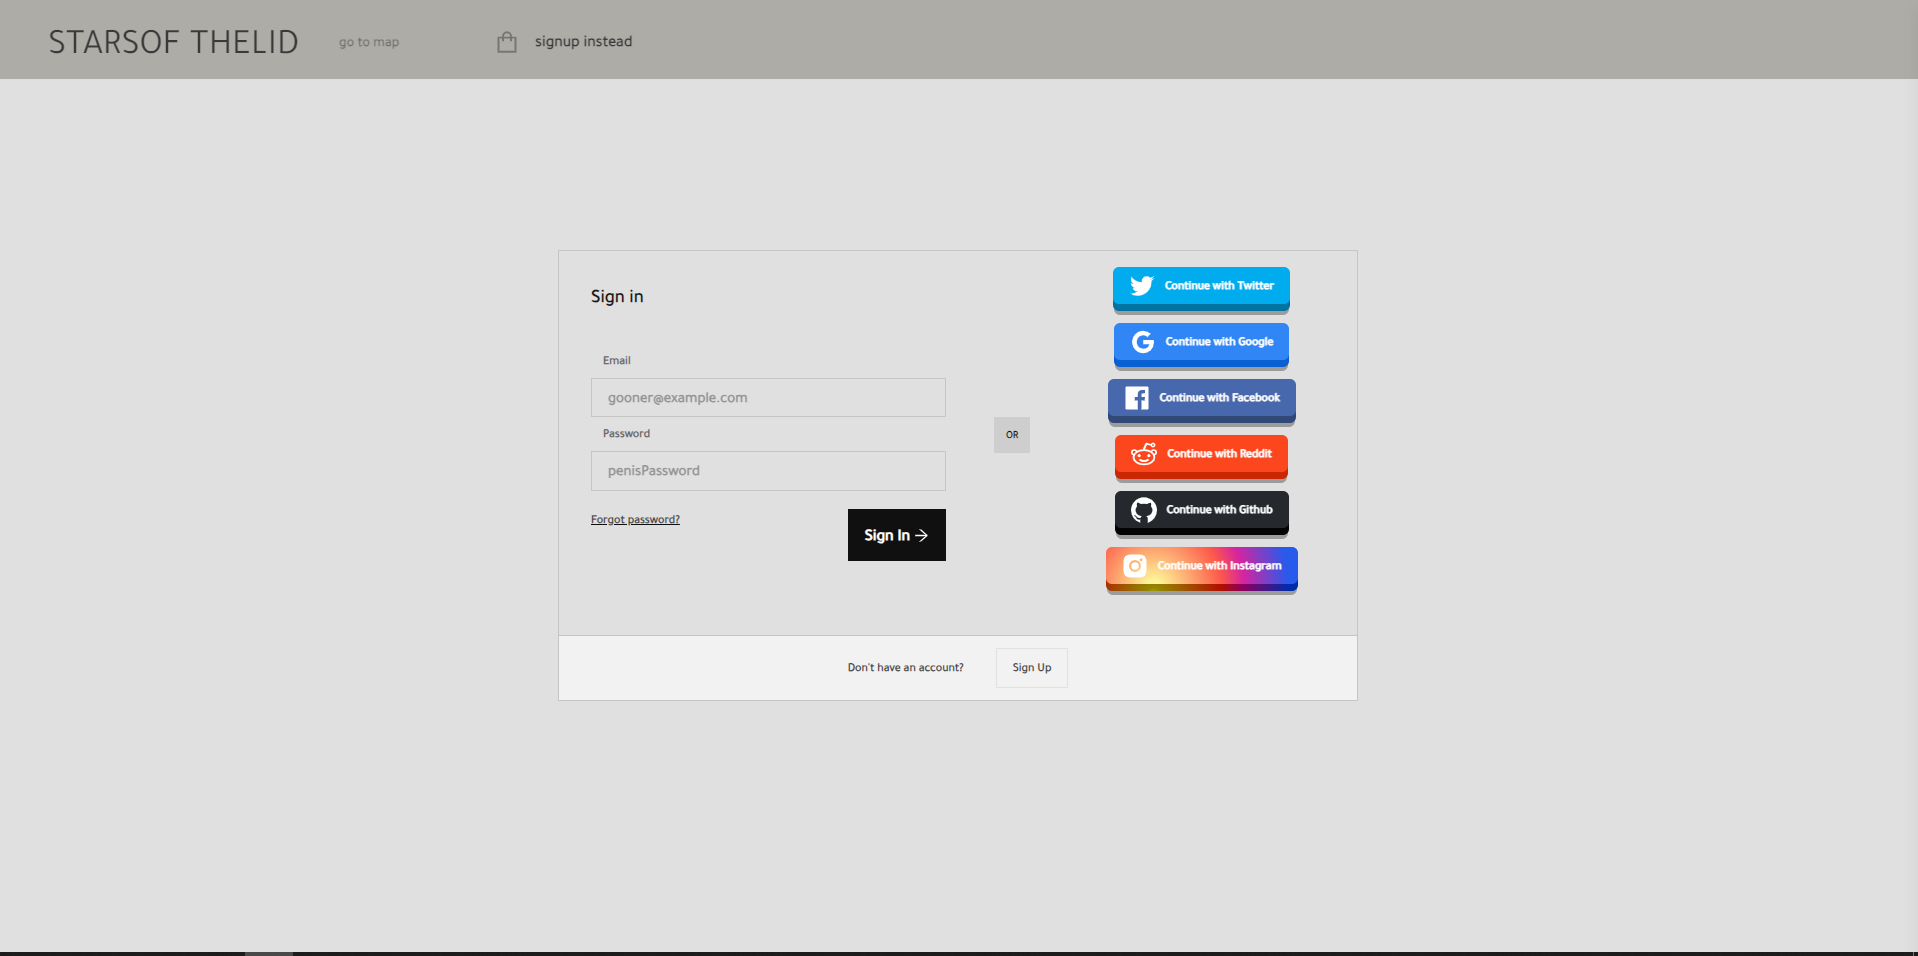 STARSOF THELID
go to map
signup instead
Sign in
Email
gooner@example.com
Password
penisPassword
Forgot password?
Sign In →
OR
Continue with Twitter
Continue with Google
Continue with Facebook
Continue with Reddit
Continue with Github
Continue with Instagram
Don't have an account?
Sign Up